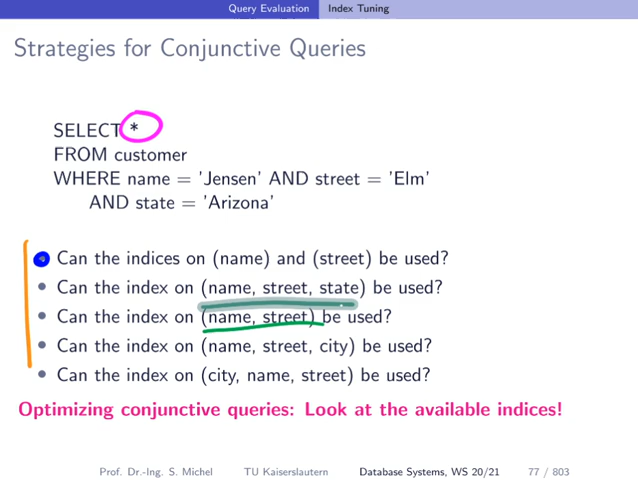 Query Evaluation Index Tuning
Strategies for Conjunctive Queries
SELECT *
FROM customer
WHERE name = 'Jensen' AND street = 'Elm'
AND state = 'Arizona'
Can the indices on (name) and (street) be used?
Can the index on (name, street, state) be used?
Can the index on (name, street) be used?
Can the index on (name, street, city) be used?
Can the index on (city, name, street) be used?
Optimizing conjunctive queries: Look at the available indices!
Prof. Dr.-Ing. S. Michel TU Kaiserslautern Database Systems, WS 20/21 77 / 803